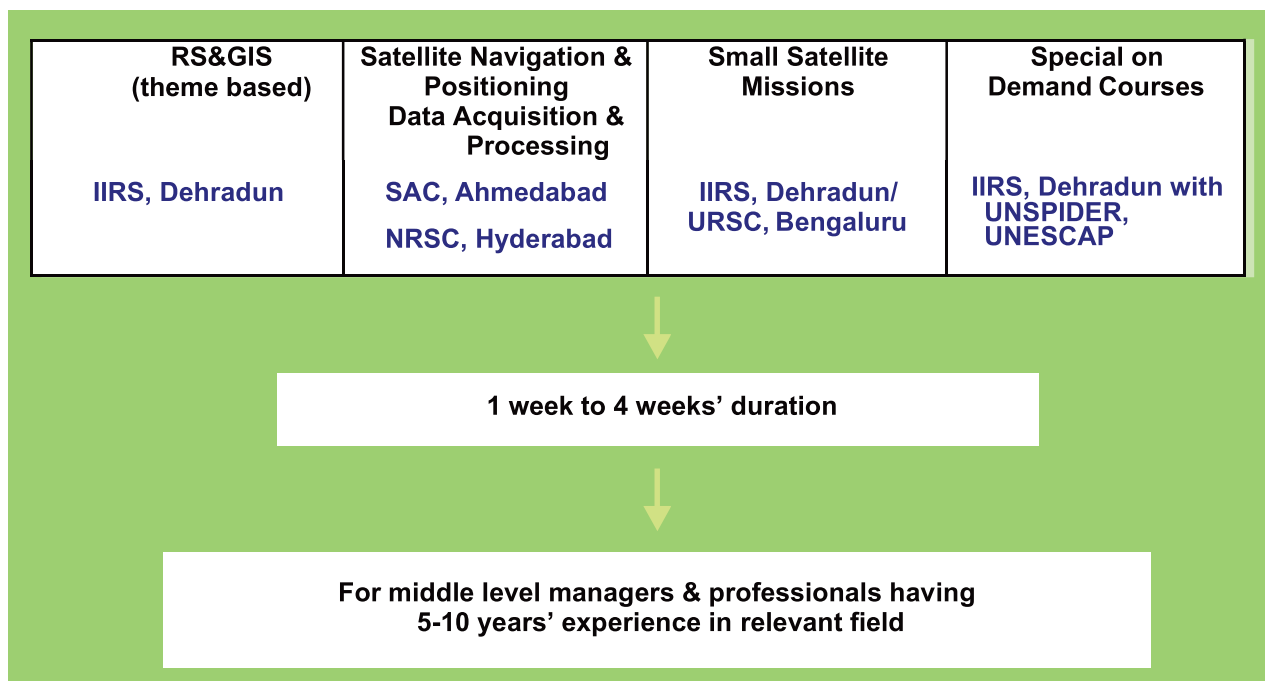 RS&GIS
(theme based)
IIRS, Dehradun
Satellite Navigation &
Positioning
Data Acquisition &
Processing
SAC, Ahmedabad
NRSC, Hyderabad
Small Satellite
Missions
IIRS, Dehradun/
URSC, Bengaluru
Special on
Demand Courses
IIRS, Dehradun with
UNSPIDER,
UNESCAP
1 week to 4 weeks’ duration
For middle level managers & professionals having
5-10 years’ experience in relevant field